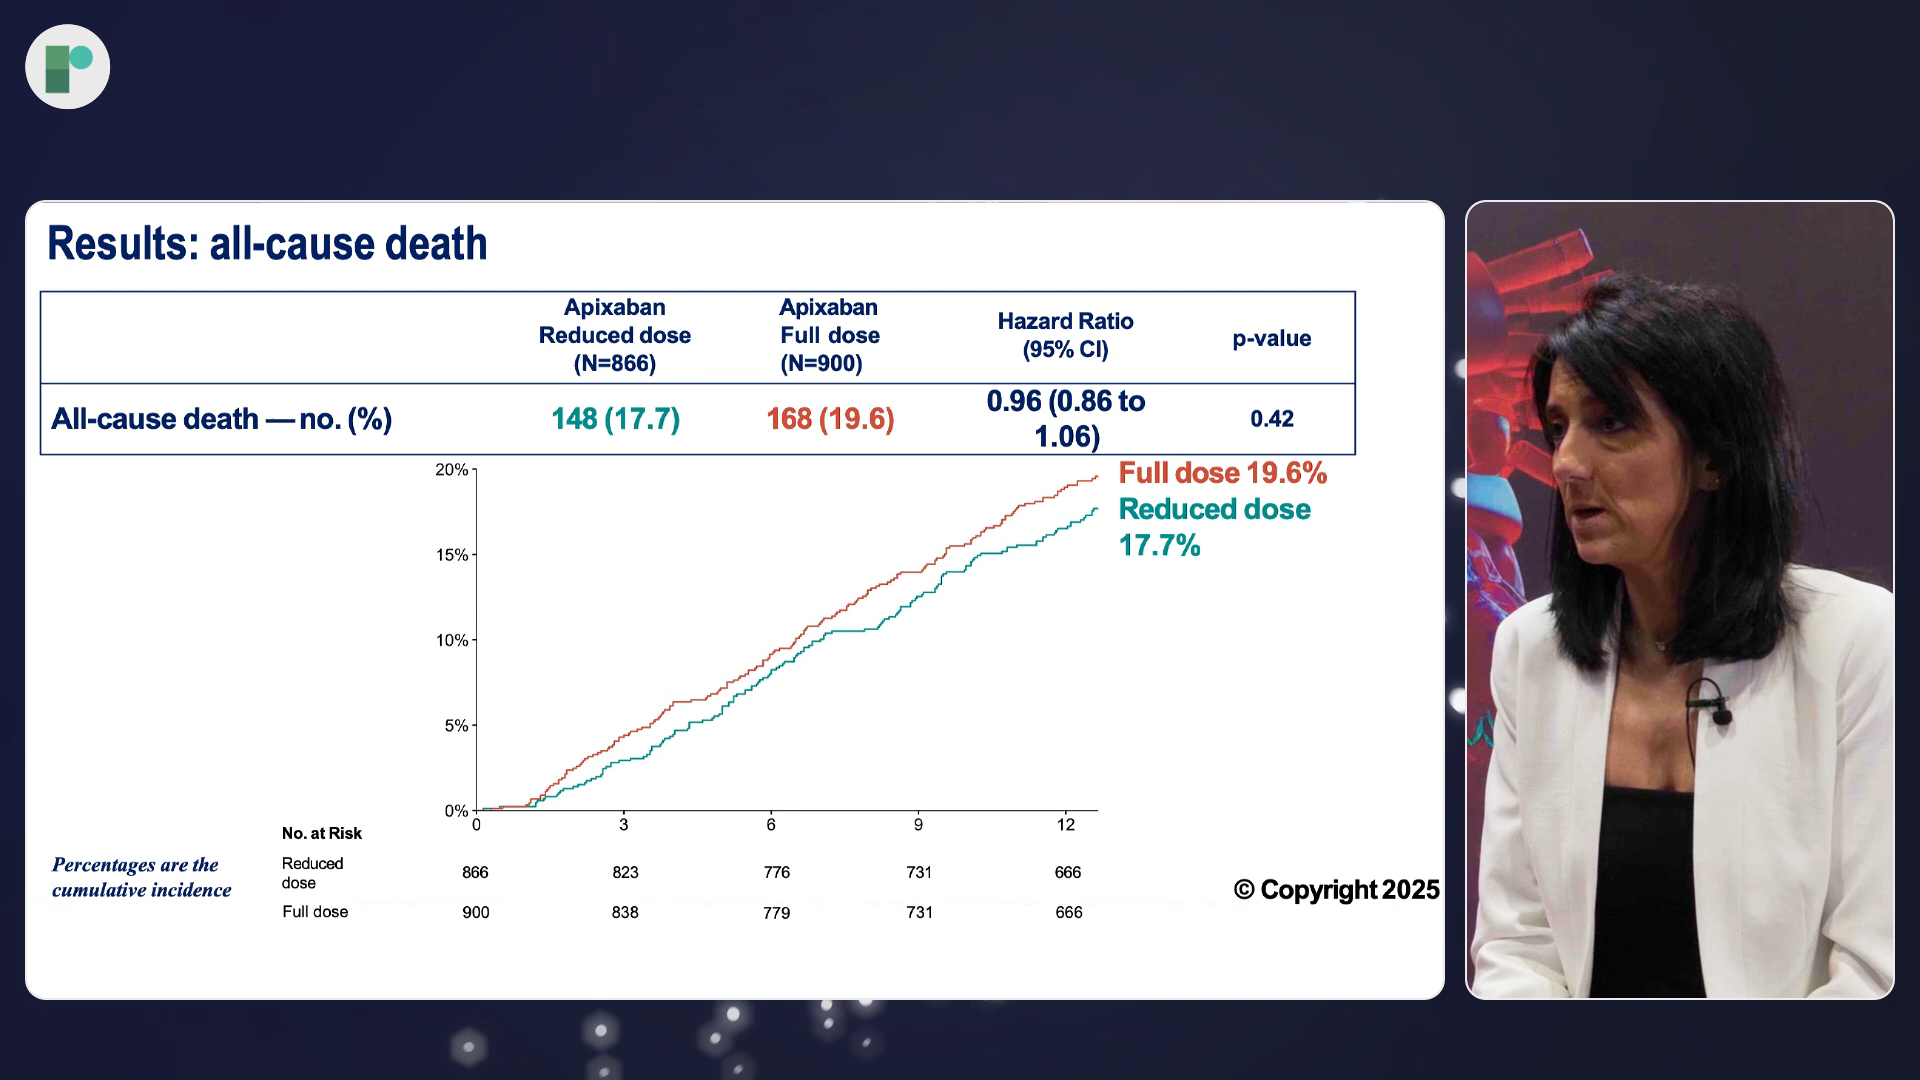 Results: all-cause death
Apixaban
Reduced dose
(N=866)
Apixaban
Full dose
(N=900)
Hazard Ratio
(95% CI)
p-value
All-cause death — no. (%)
148 (17.7)
168 (19.6)
0.96 (0.86 to
1.06)
0.42
20%
15%
10%
5%
0%
Full dose 19.6%
Reduced dose
17.7%
0 3 6 9 12
No. at Risk
Reduced
dose
866 823 776 731 666
Full dose 900 838 779 731 666
Percentages are the
cumulative incidence
© Copyright 2025